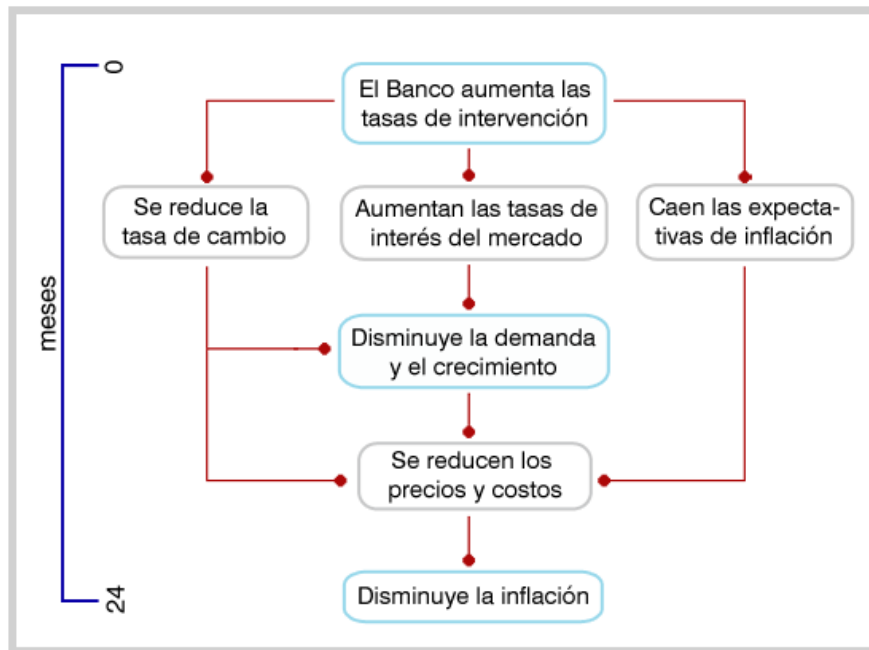 0
El Banco aumenta las
tasas de intervención
Se reduce la
tasa de cambio
Aumentan las tasas de
interés del mercado
Caen las expecta-
tivas de inflación
meses
Disminuye la demanda
y el crecimiento
Se reducen los
precios y costos
24
Disminuye la inflación